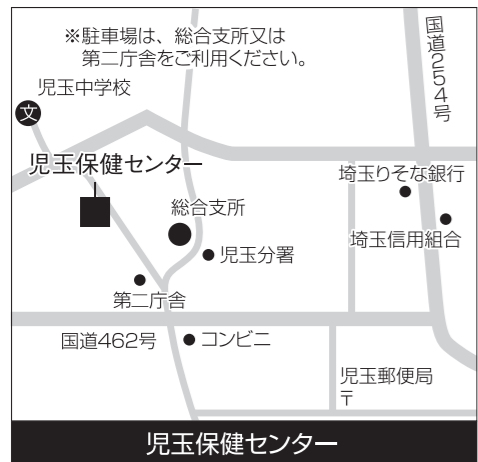 ※駐車場は、総合支所又は
第二庁舎をご利用ください。
国道254号
児玉中学校
文
児玉保健センター
埼玉りそな銀行
総合支所
埼玉信用組合
児玉分署
第二庁舎
国道462号
コンビニ
児玉郵便局
〒
児玉保健センター